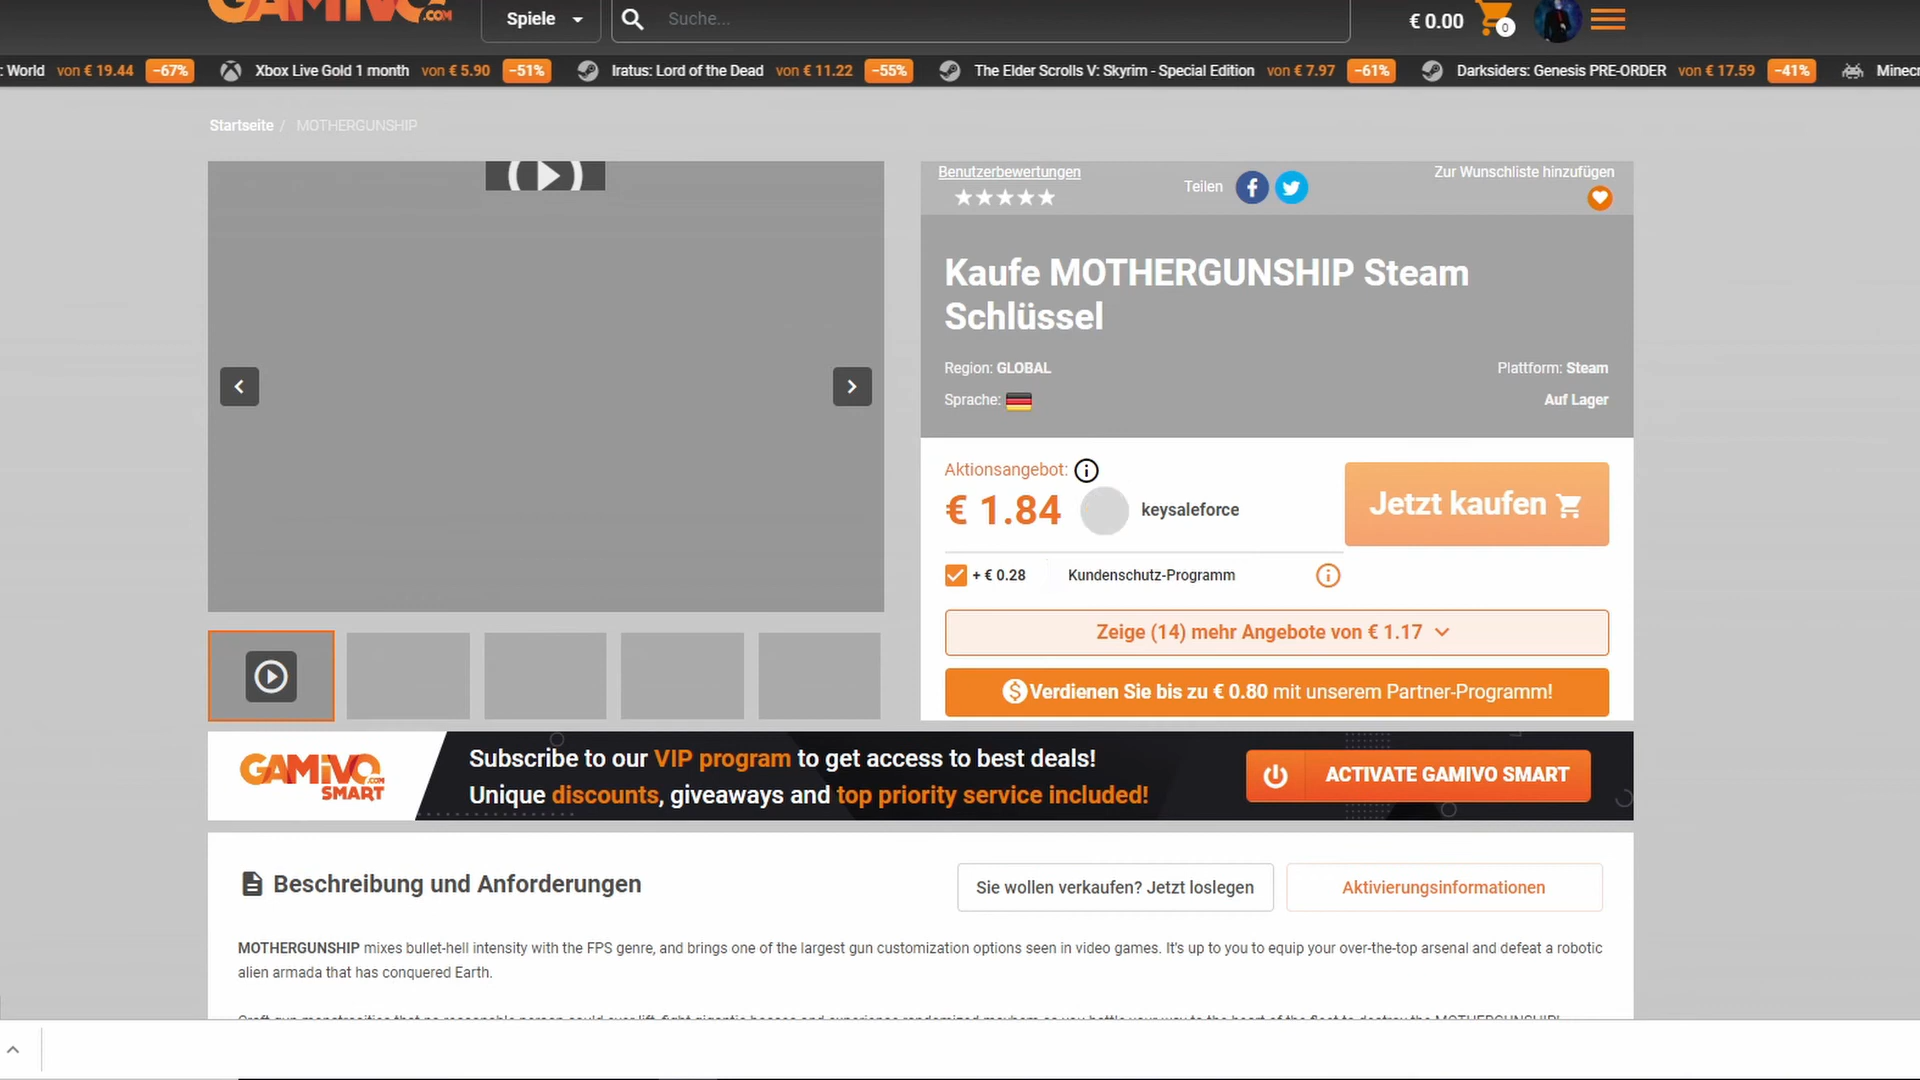 GAMIVO.COM
Spiele
Suche...
€ 0.00
0
: World von € 19.44 -67% Xbox Live Gold 1 month von € 5.90 -51% Iratus: Lord of the Dead von € 11.22 -55% The Elder Scrolls V: Skyrim - Special Edition von € 7.97 -61% Darksiders: Genesis PRE-ORDER von € 17.59 -41% Minecr
Startseite / MOTHERGUNSHIP
Benutzerbewertungen
Teilen
Zur Wunschliste hinzufügen
Kaufe MOTHERGUNSHIP Steam
Schlüssel
Region: GLOBAL
Plattform: Steam
Sprache:
Auf Lager
Aktionsangebot:
€ 1.84
keysaleforce
Jetzt kaufen
+ € 0.28
Kundenschutz-Programm
Zeige (14) mehr Angebote von € 1.17
Verdienen Sie bis zu € 0.80 mit unserem Partner-Programm!
GAMIVO.COM
SMART
Subscribe to our VIP program to get access to best deals!
Unique discounts, giveaways and top priority service included!
ACTIVATE GAMIVO SMART
Beschreibung und Anforderungen
Sie wollen verkaufen? Jetzt loslegen
Aktivierungsinformationen
MOTHERGUNSHIP mixes bullet-hell intensity with the FPS genre, and brings one of the largest gun customization options seen in video games. It's up to you to equip your over-the-top arsenal and defeat a robotic
alien armada that has conquered Earth.